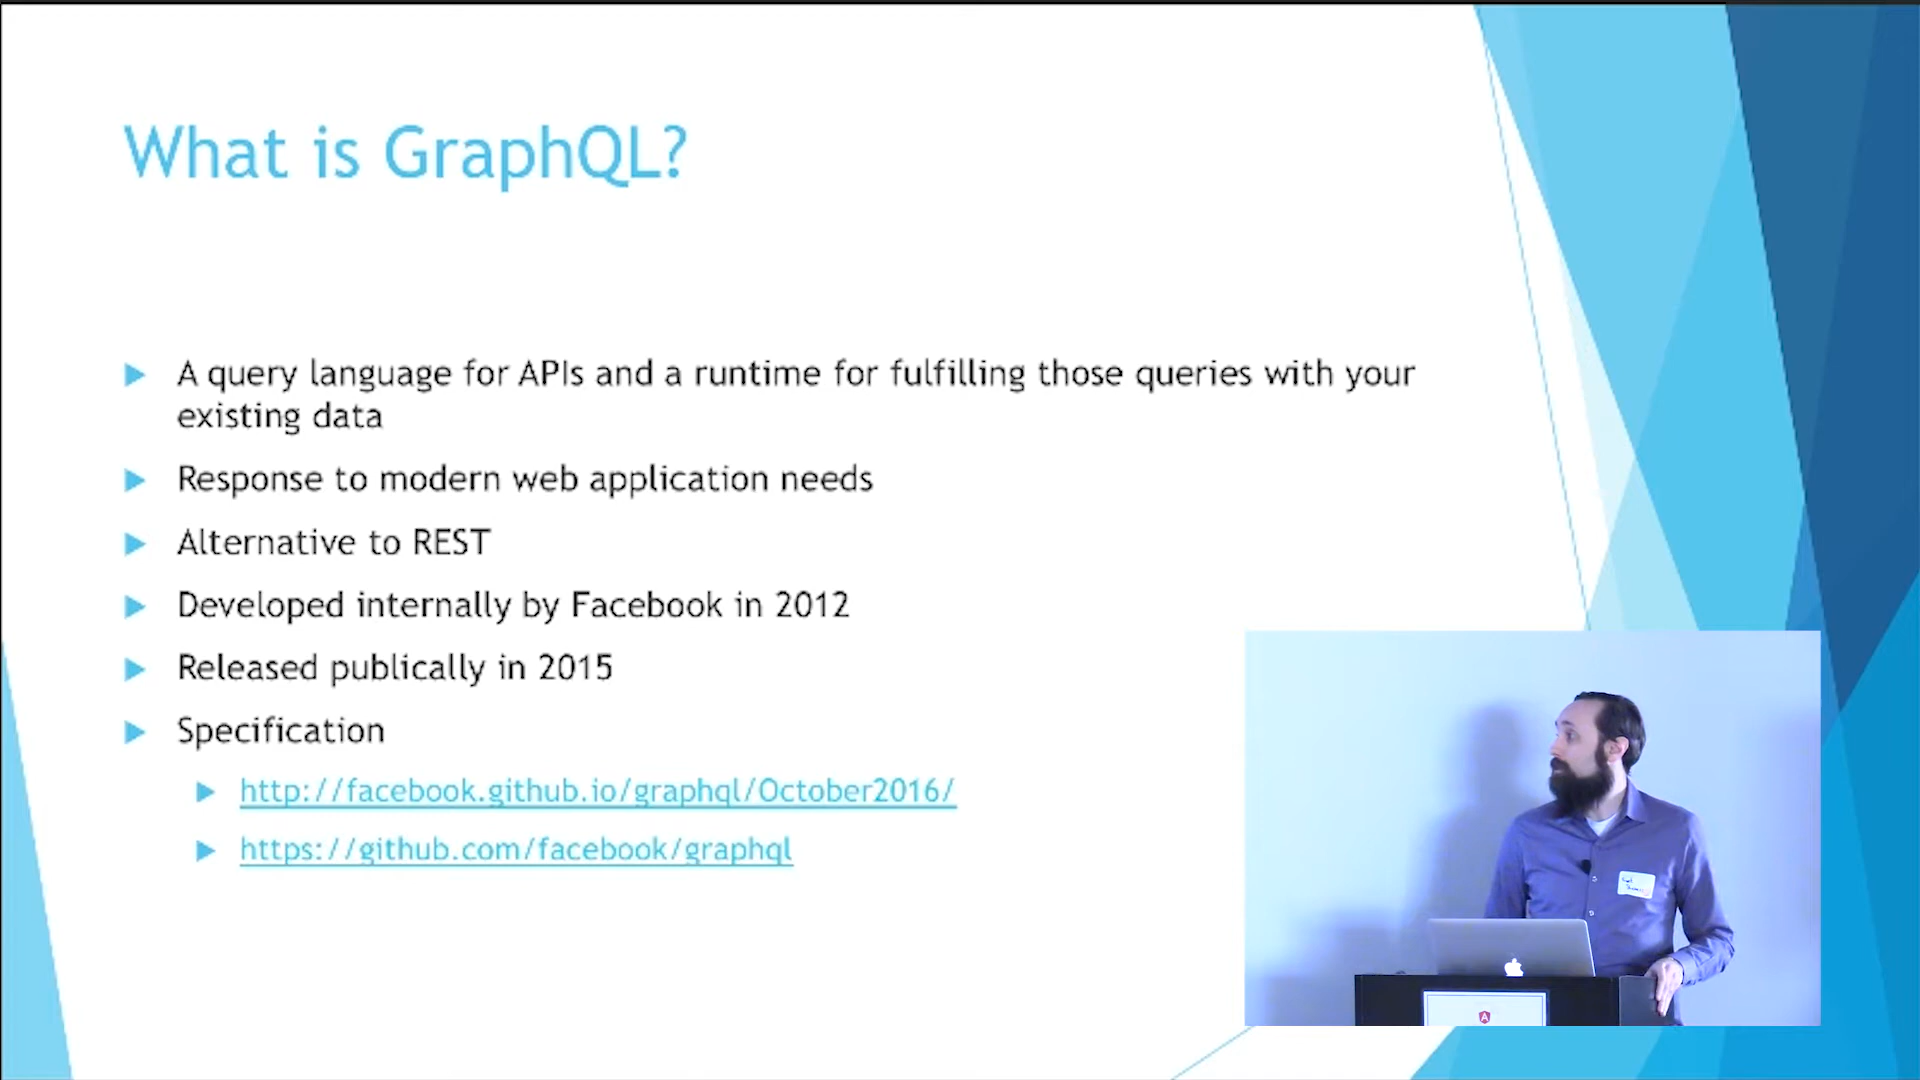 What is GraphQL?
A query language for APIs and a runtime for fulfilling those queries with your
existing data
Response to modern web application needs
Alternative to REST
Developed internally by Facebook in 2012
Released publically in 2015
Specification
http://facebook.github.io/graphql/October2016/
https://github.com/facebook/graphql